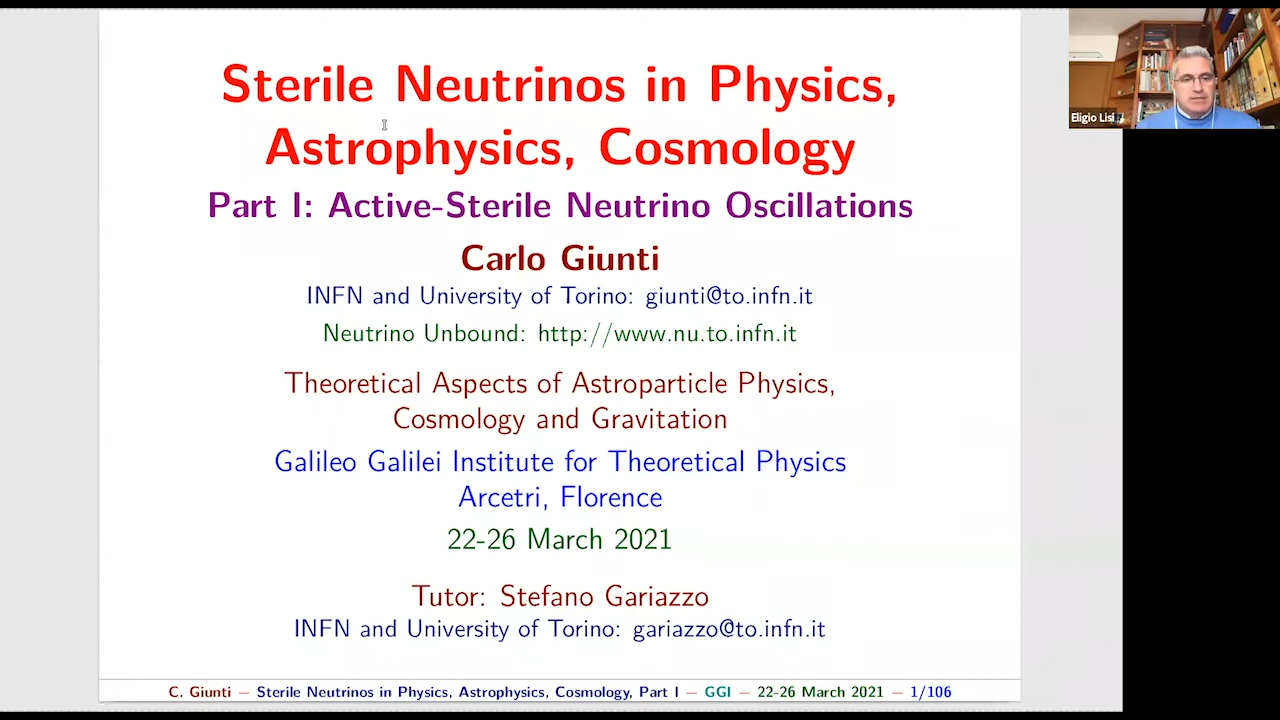 Sterile Neutrinos in Physics,
Astrophysics, Cosmology
Part I: Active-Sterile Neutrino Oscillations
Carlo Giunti
INFN and University of Torino: giunti@to.infn.it
Neutrino Unbound: http://www.nu.to.infn.it
Theoretical Aspects of Astroparticle Physics,
Cosmology and Gravitation
Galileo Galilei Institute for Theoretical Physics
Arcetri, Florence
22-26 March 2021
Tutor: Stefano Gariazzo
INFN and University of Torino: gariazzo@to.infn.it
C. Giunti − Sterile Neutrinos in Physics, Astrophysics, Cosmology, Part I − GGI − 22-26 March 2021 − 1/106
Eligio Lisi